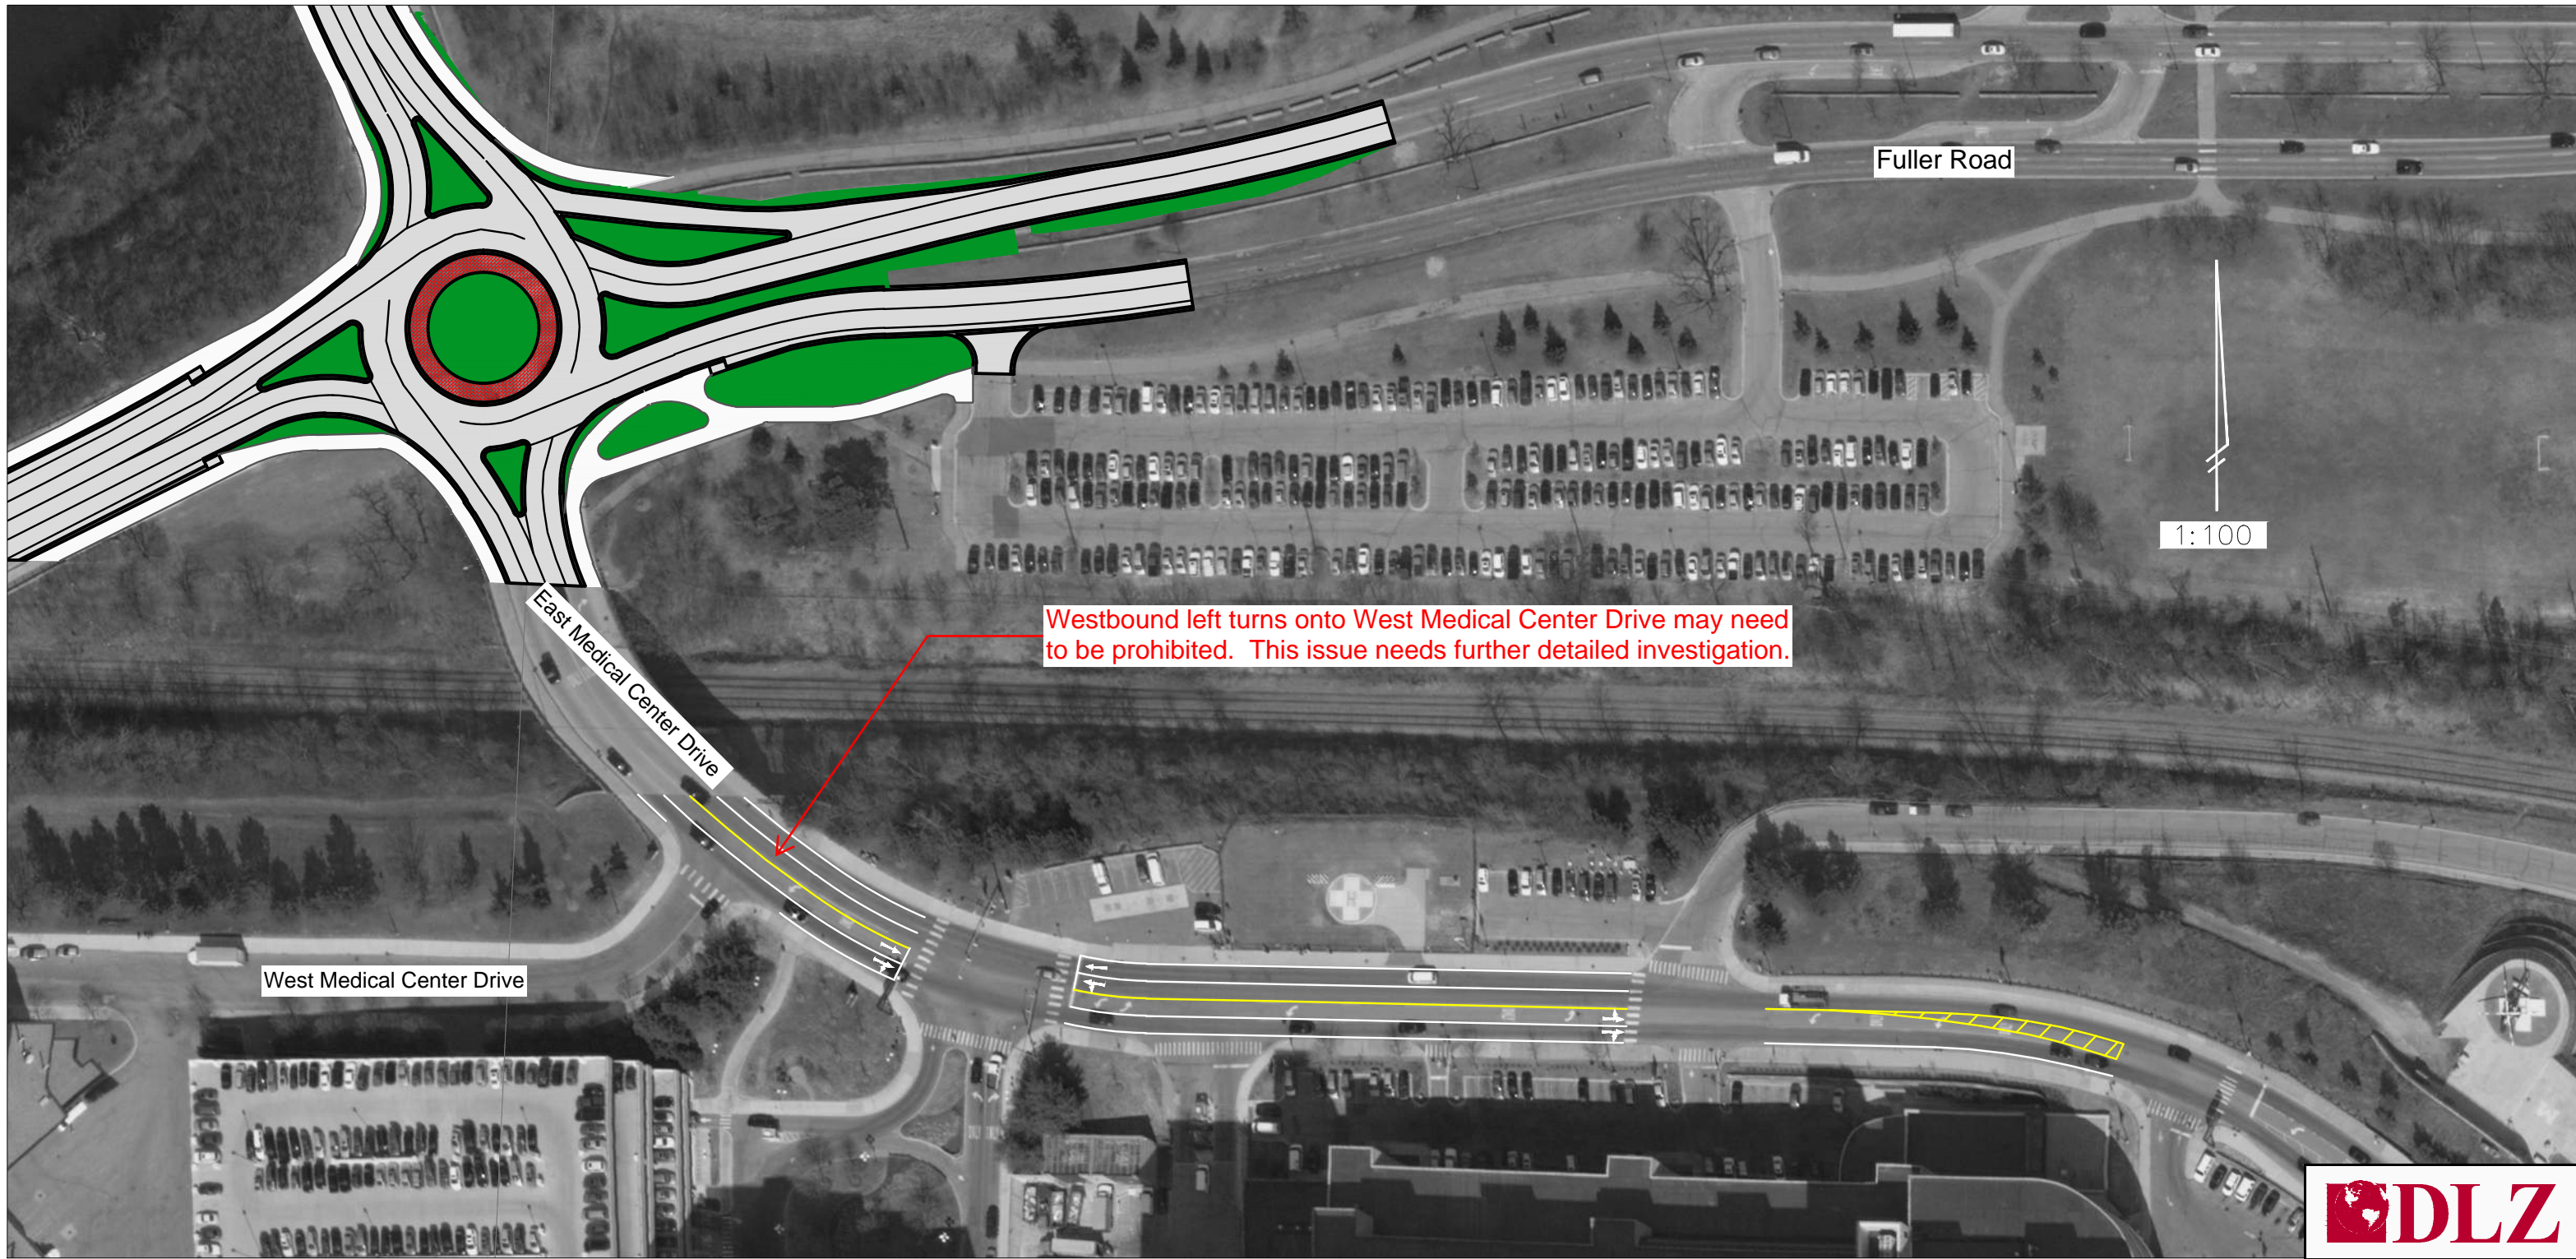 Fuller Road
1:100
East Medical Center Drive
Westbound left turns onto West Medical Center Drive may need
to be prohibited. This issue needs further detailed investigation.
West Medical Center Drive
H
M
DLZ